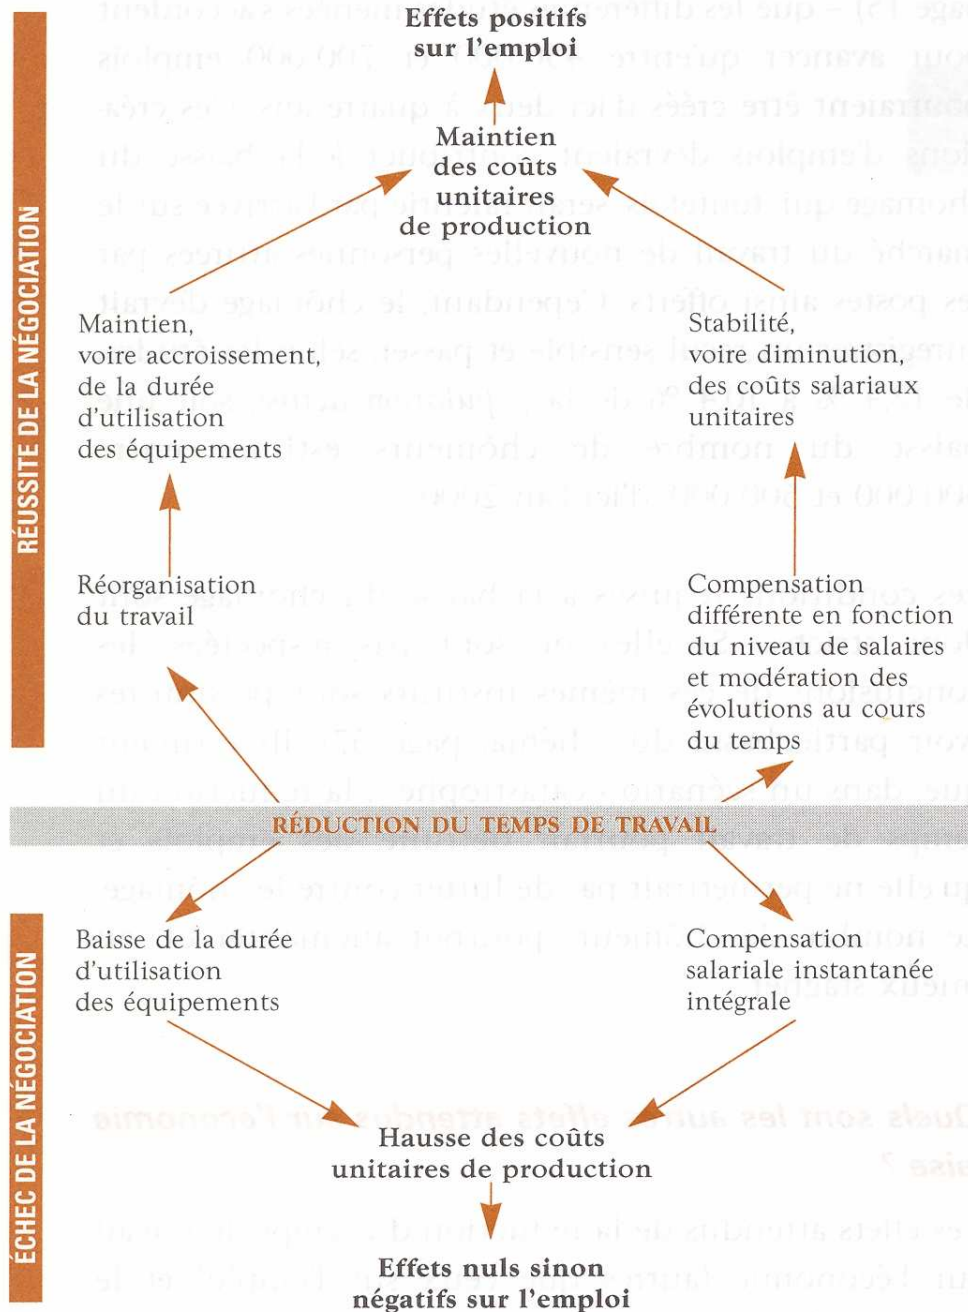 Effets positifs
sur l'emploi
Maintien
des coûts
unitaires
de production
RÉUSSITE DE LA NÉGOCIATION
Maintien,
voire accroissement,
de la durée
d'utilisation
des équipements
Stabilité,
voire diminution,
des coûts salariaux
unitaires
Réorganisation
du travail
Compensation
différente en fonction
du niveau de salaires
et modération des
évolutions au cours
du temps
RÉDUCTION DU TEMPS DE TRAVAIL
ÉCHEC DE LA NÉGOCIATION
Baisse de la durée
d'utilisation
des équipements
Compensation
salariale instantanée
intégrale
Hausse des coûts
unitaires de production
Effets nuls sinon
négatifs sur l'emploi